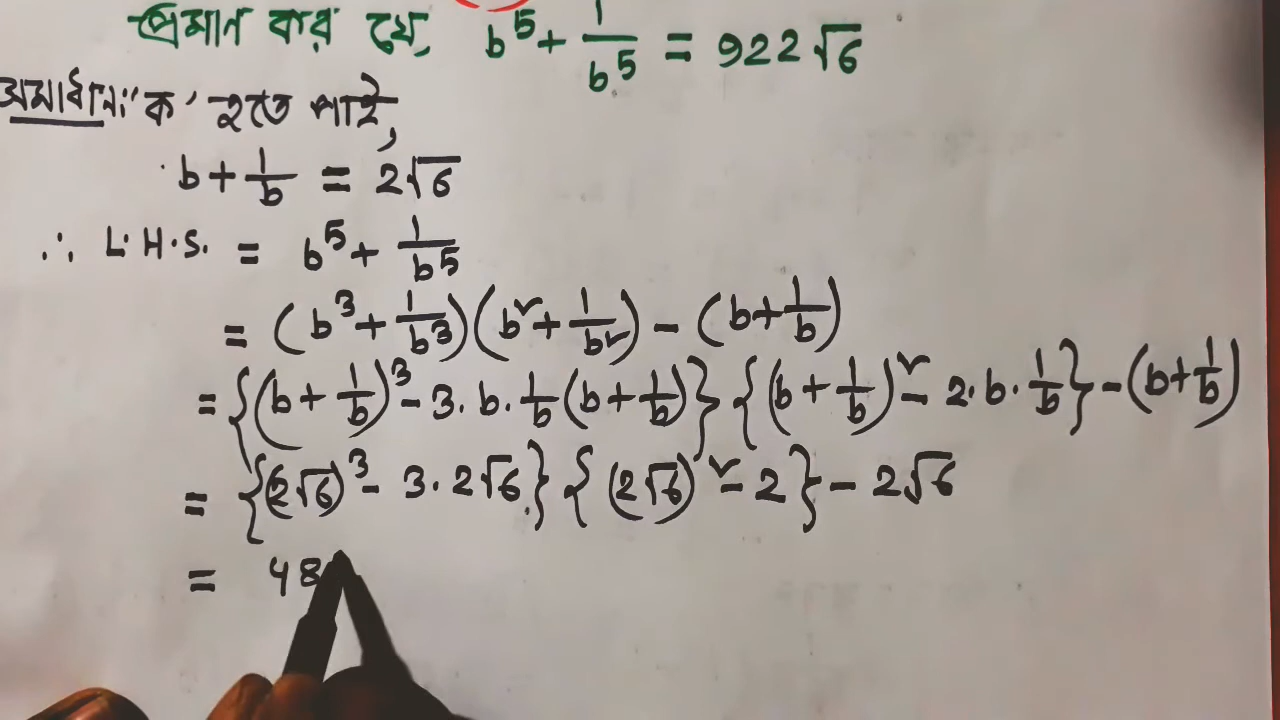 প্রমান কর যে, b⁵ + 1/b⁵ = 922√6
সমাধান: "ক" হতে পাই,
b + 1/b = 2√6
∴ L.H.S. = b⁵ + 1/b⁵
= (b³ + 1/b³)(b² + 1/b²) - (b + 1/b)
= {(b + 1/b)³ - 3.b.1/b(b + 1/b)} {(b + 1/b)² - 2.b.1/b} - (b + 1/b)
= {(2√6)³ - 3.2√6} {(2√6)² - 2} - 2√6
= 48